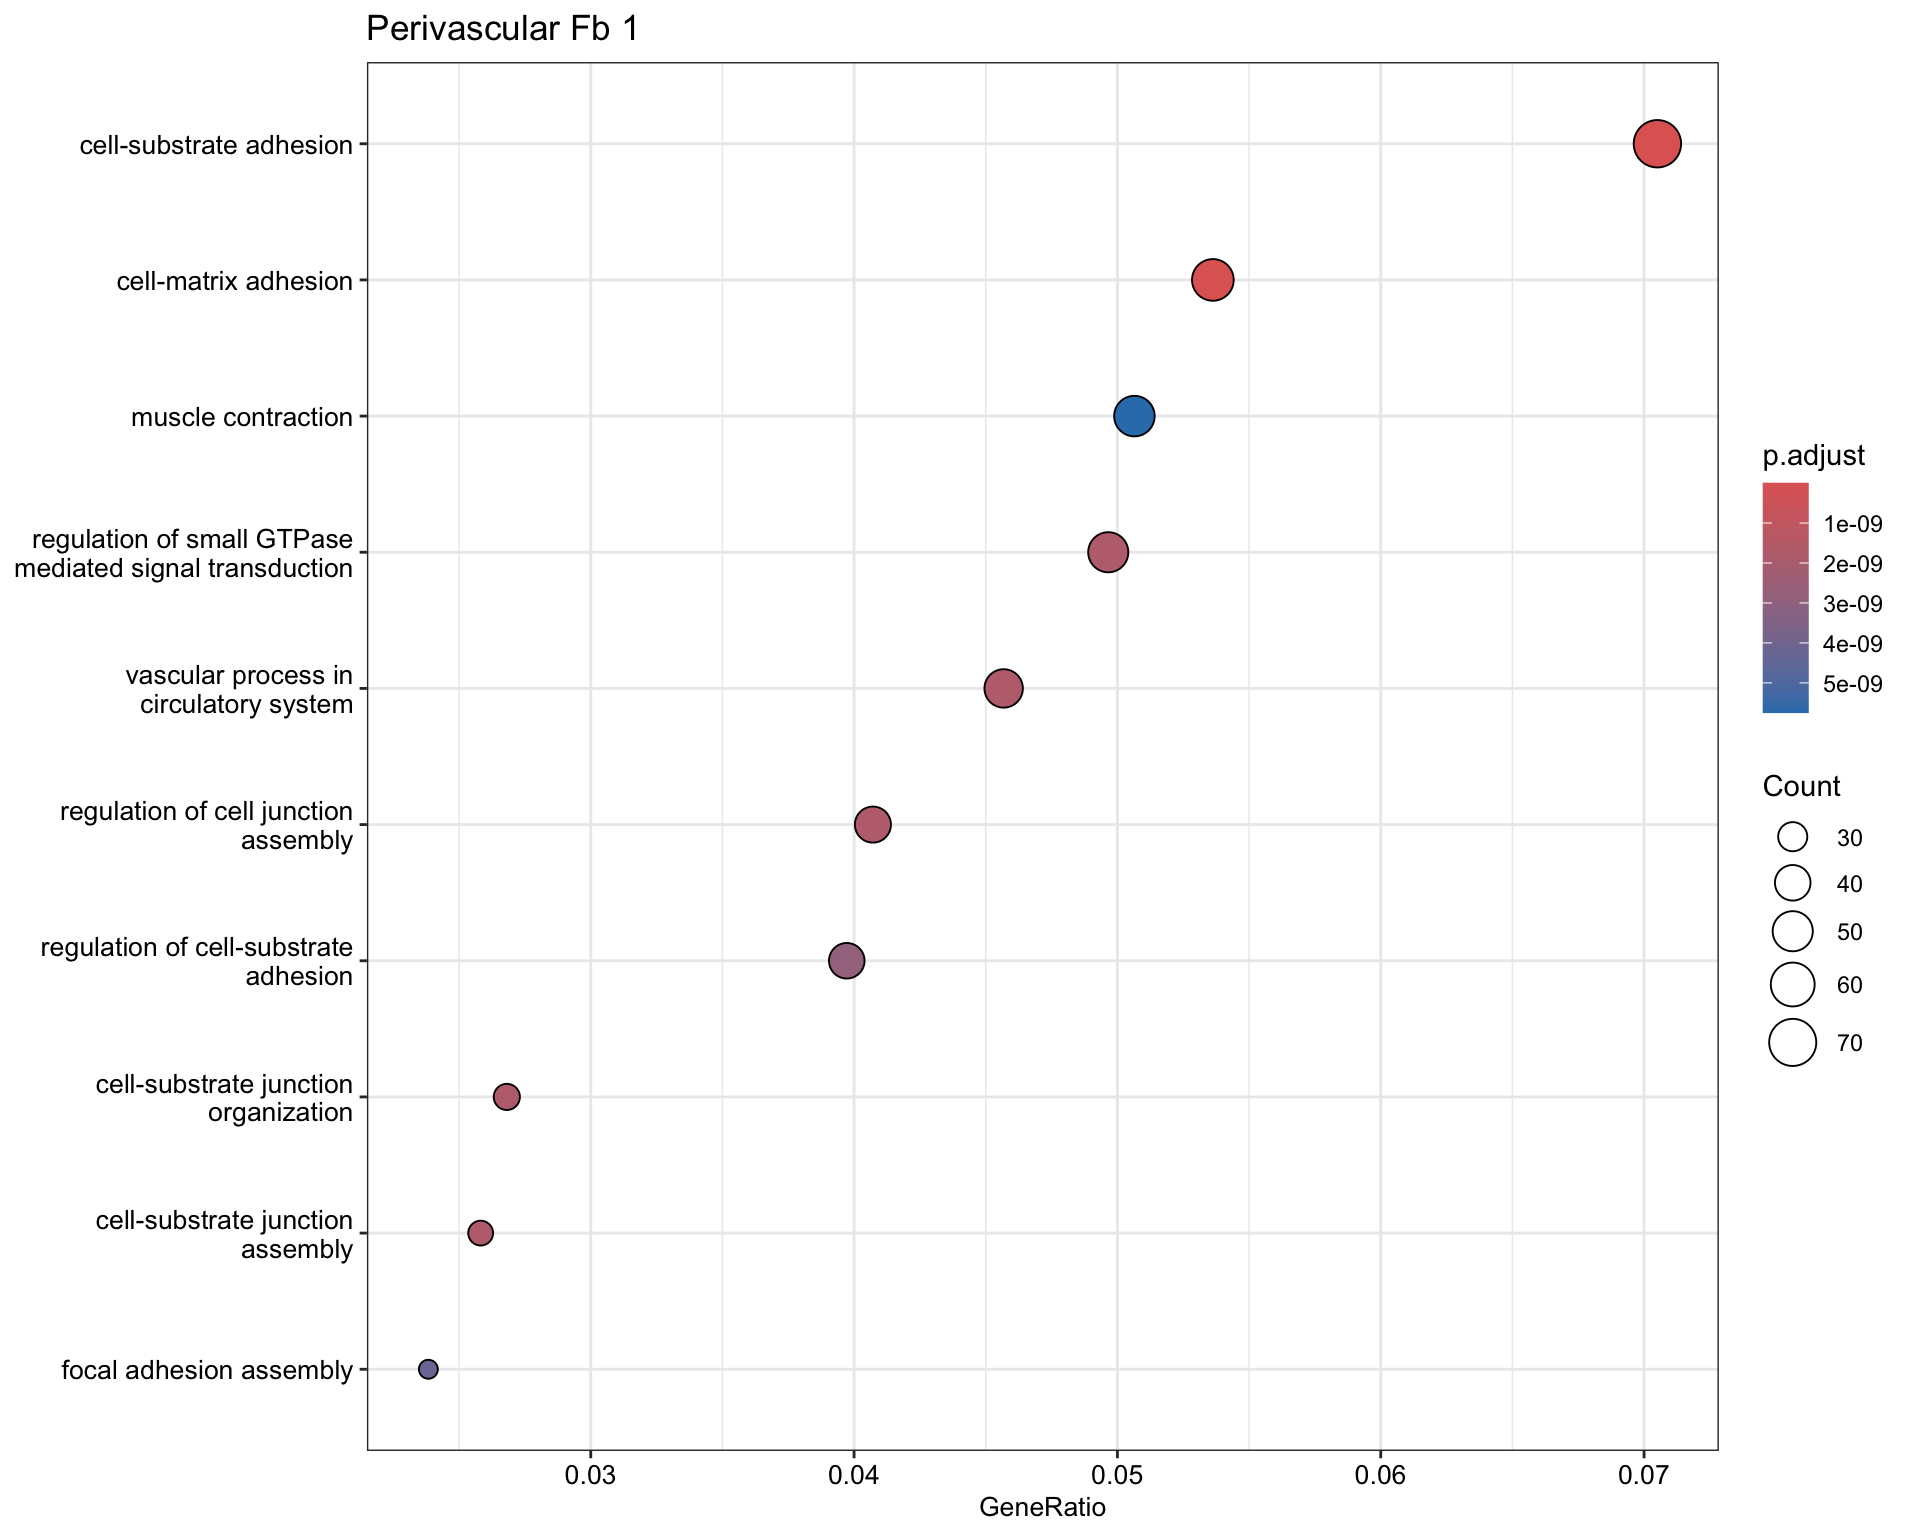 Perivascular Fb 1
cell-substrate adhesion
cell-matrix adhesion
muscle contraction
regulation of small GTPase
mediated signal transduction
vascular process in
circulatory system
regulation of cell junction
assembly
regulation of cell-substrate
adhesion
cell-substrate junction
organization
cell-substrate junction
assembly
focal adhesion assembly
0.03 0.04 0.05 0.06 0.07
GeneRatio
p.adjust
1e-09
2e-09
3e-09
4e-09
5e-09
Count
30
40
50
60
70